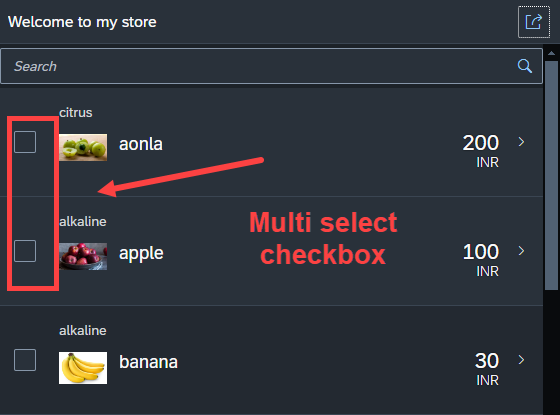 Welcome to my store
Search
citrus
aonla
200
INR
Multi select
checkbox
alkaline
apple
100
INR
alkaline
banana
30
INR